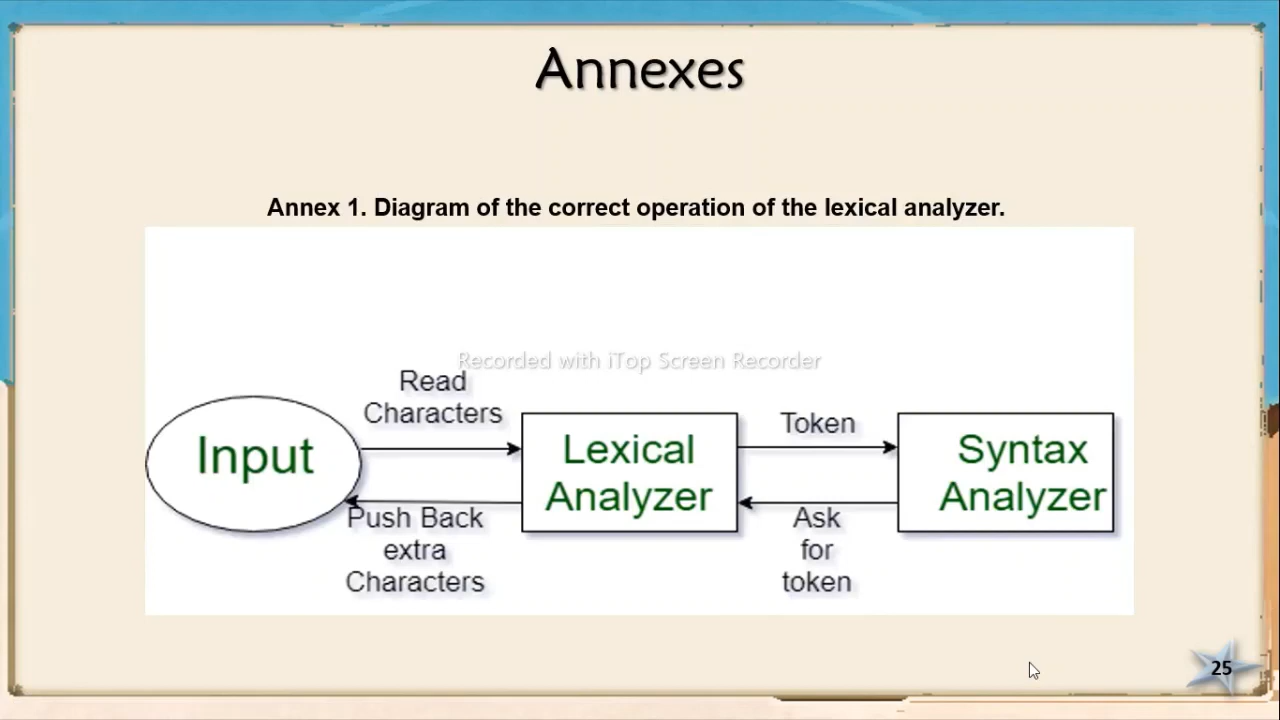 Annexes
Annex 1. Diagram of the correct operation of the lexical analyzer.
Recorded with iTop Screen Recorder
Read
Characters
Input
Push Back
extra
Characters
Lexical
Analyzer
Token
Ask
for
token
Syntax
Analyzer
25